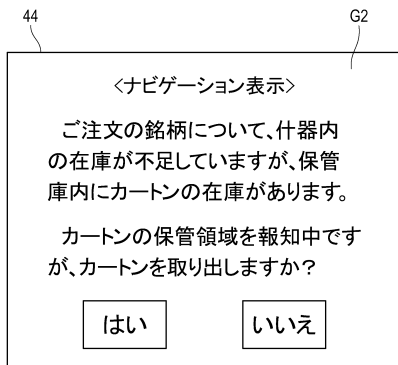 44
G2
<ナビゲーション表示>
ご注文の銘柄について、什器内
の在庫が不足していますが、保管
庫内にカートンの在庫があります。
カートンの保管領域を報知中です
が、カートンを取り出しますか？
はい
いいえ